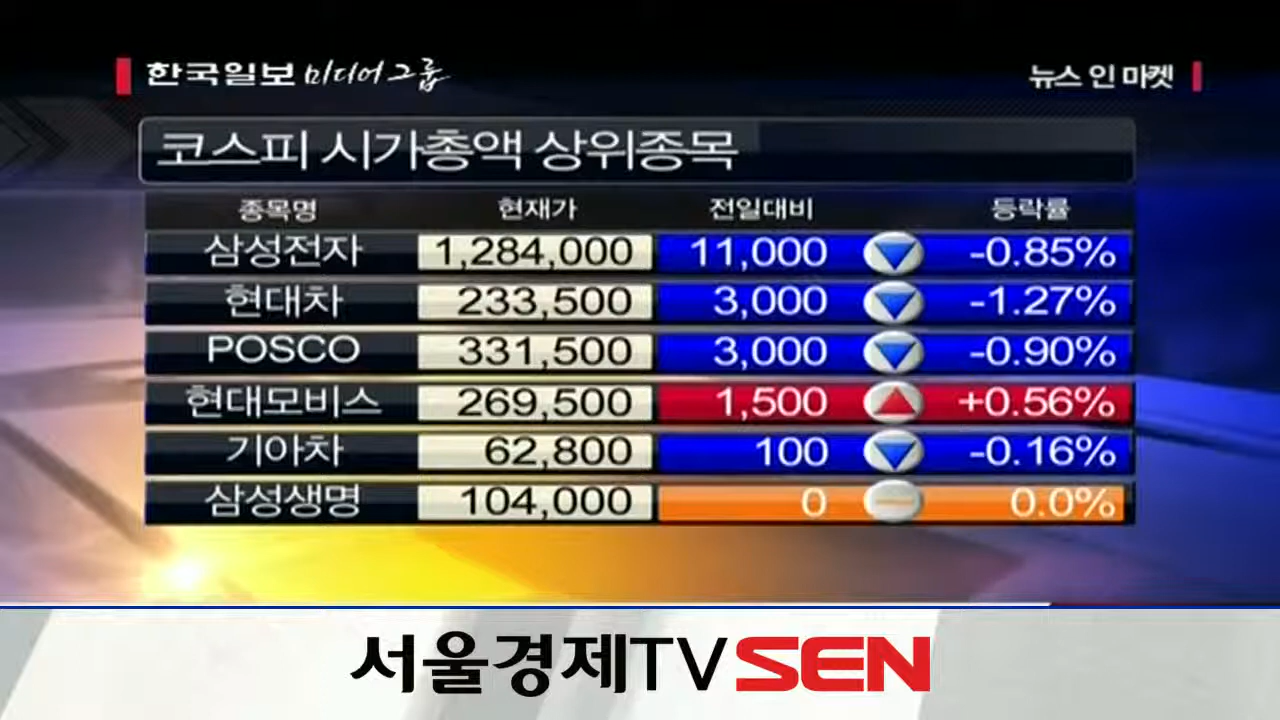 한국일보 미디어그룹
뉴스 인 마켓
코스피 시가총액 상위종목
종목명 현재가 전일대비 등락률
삼성전자 1,284,000 11,000 ▼ -0.85%
현대차 233,500 3,000 ▼ -1.27%
POSCO 331,500 3,000 ▼ -0.90%
현대모비스 269,500 1,500 ▲ +0.56%
기아차 62,800 100 ▼ -0.16%
삼성생명 104,000 0 0.0%
서울경제TV SEN